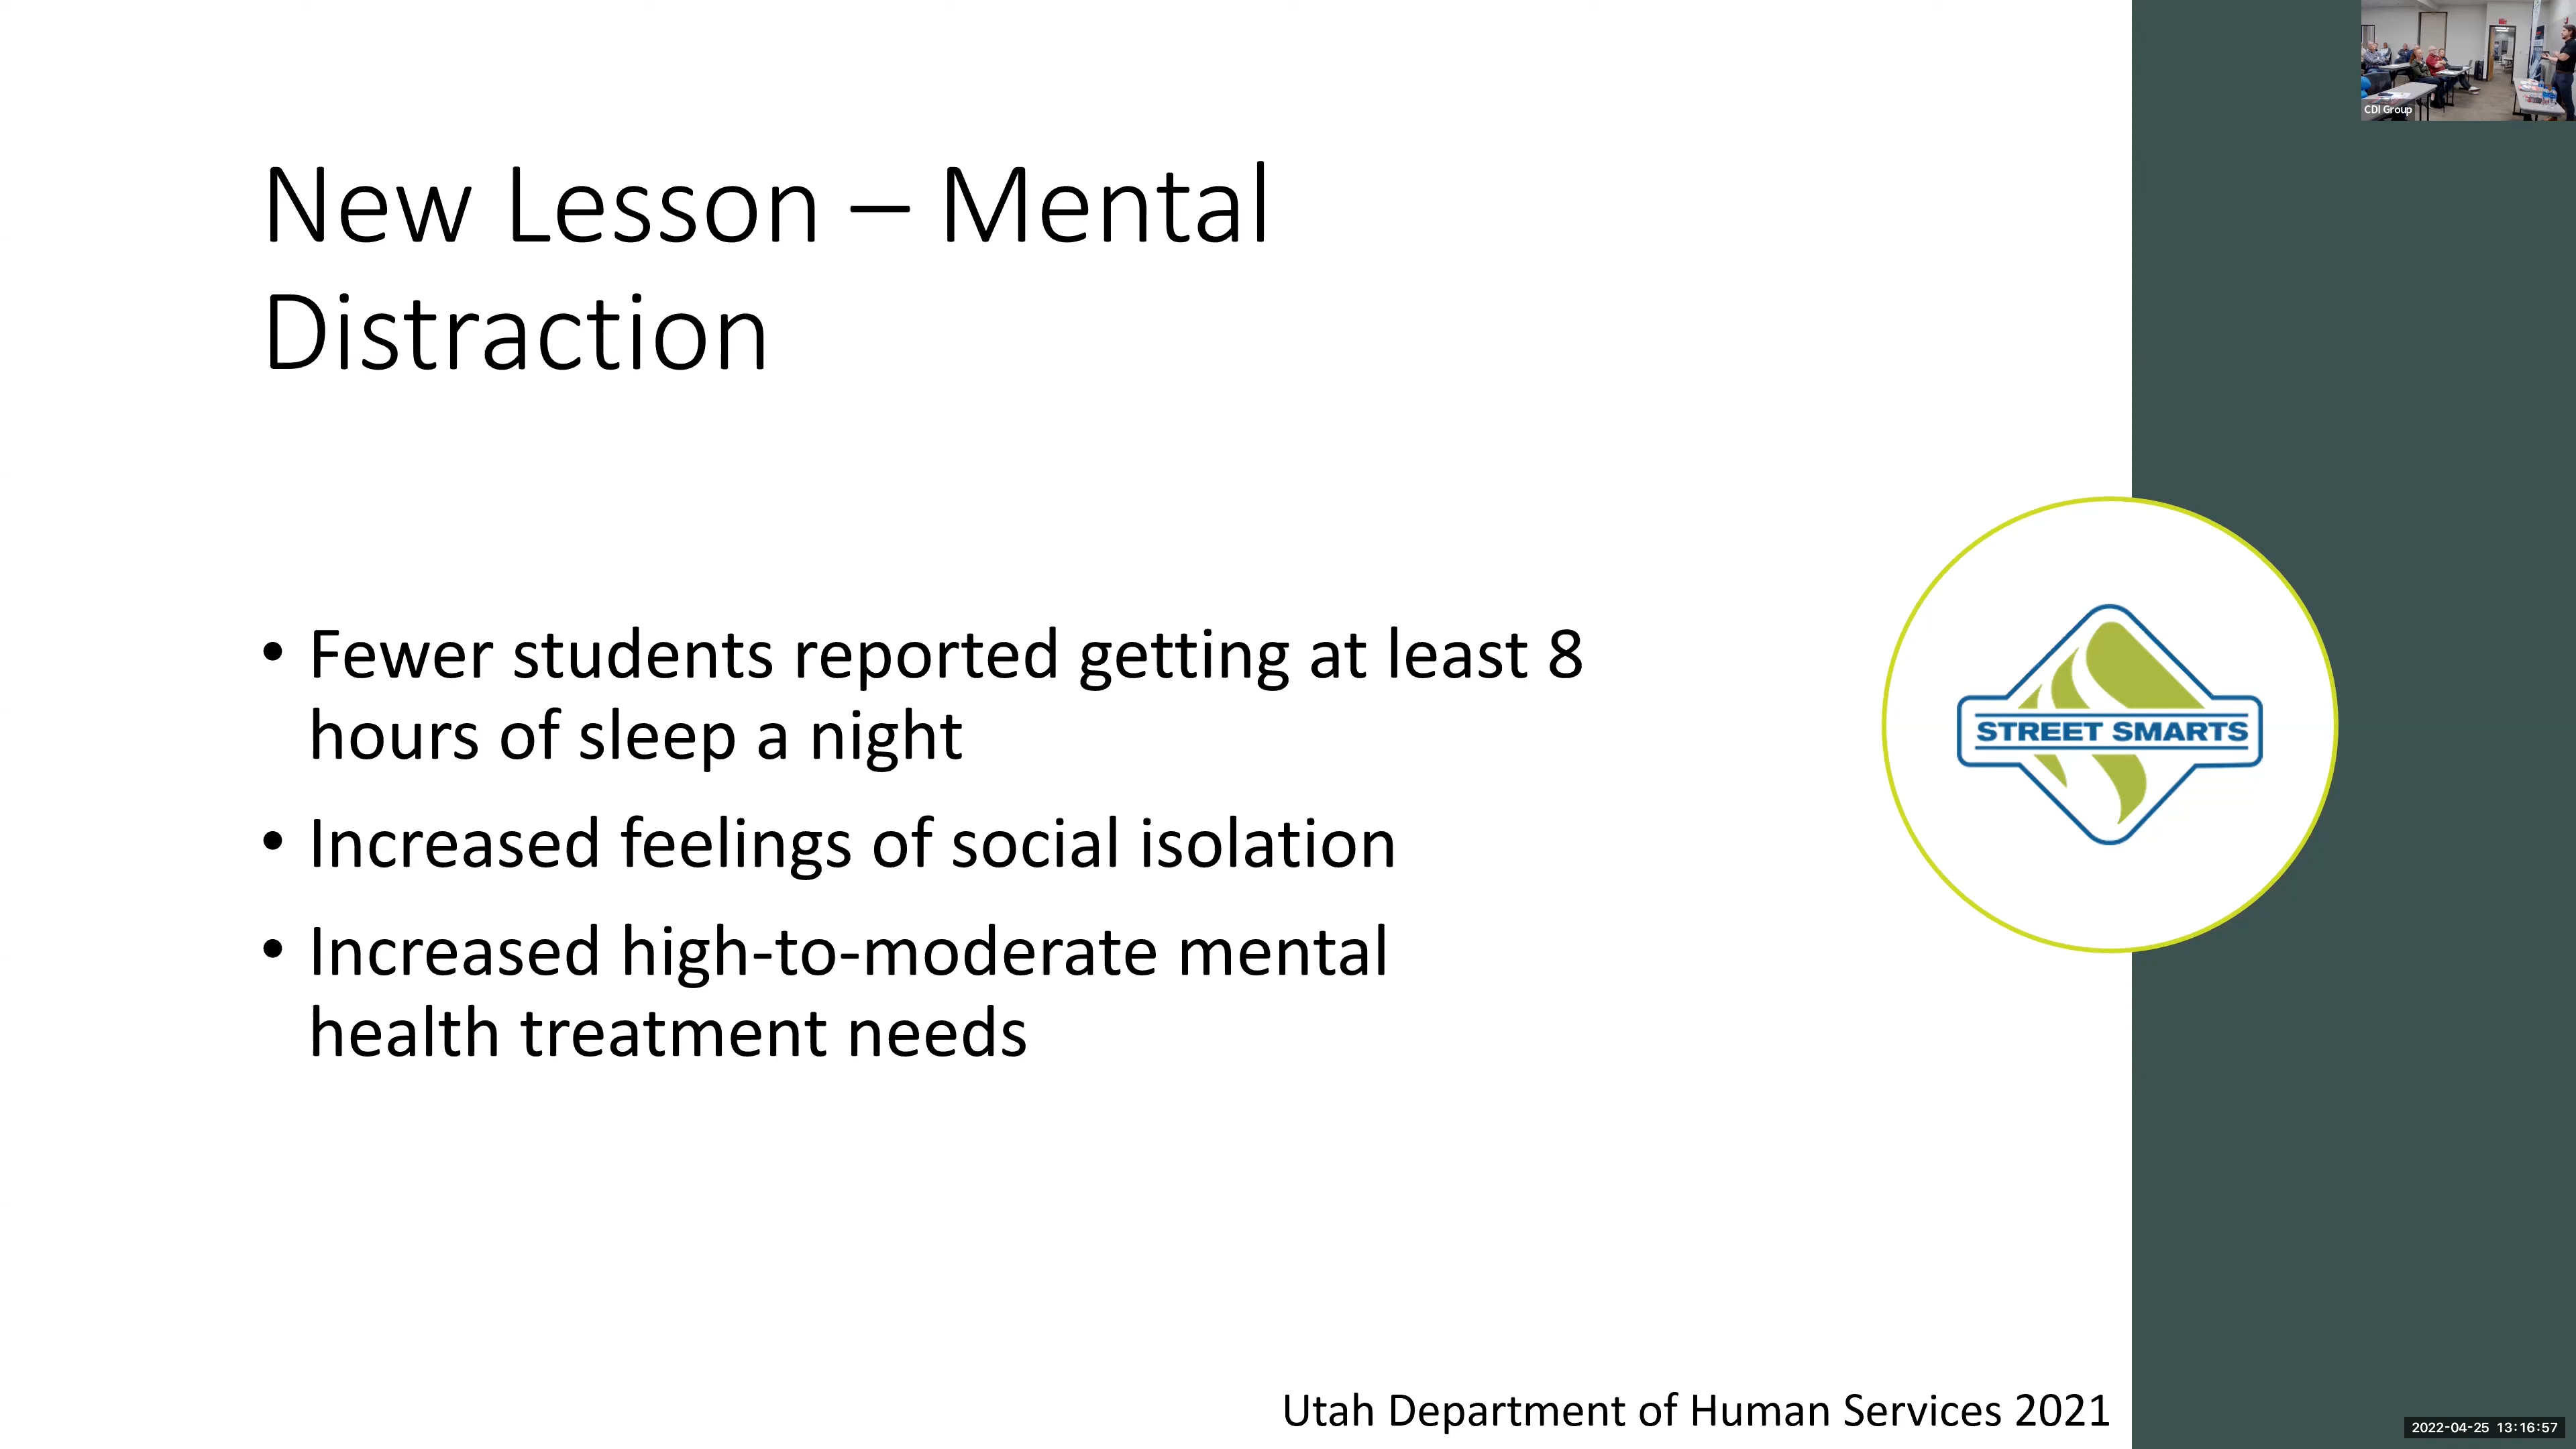 CDI Group
New Lesson – Mental
Distraction
• Fewer students reported getting at least 8
hours of sleep a night
• Increased feelings of social isolation
• Increased high-to-moderate mental
health treatment needs
STREET SMARTS
Utah Department of Human Services 2021
2022-04-25 13:16:57